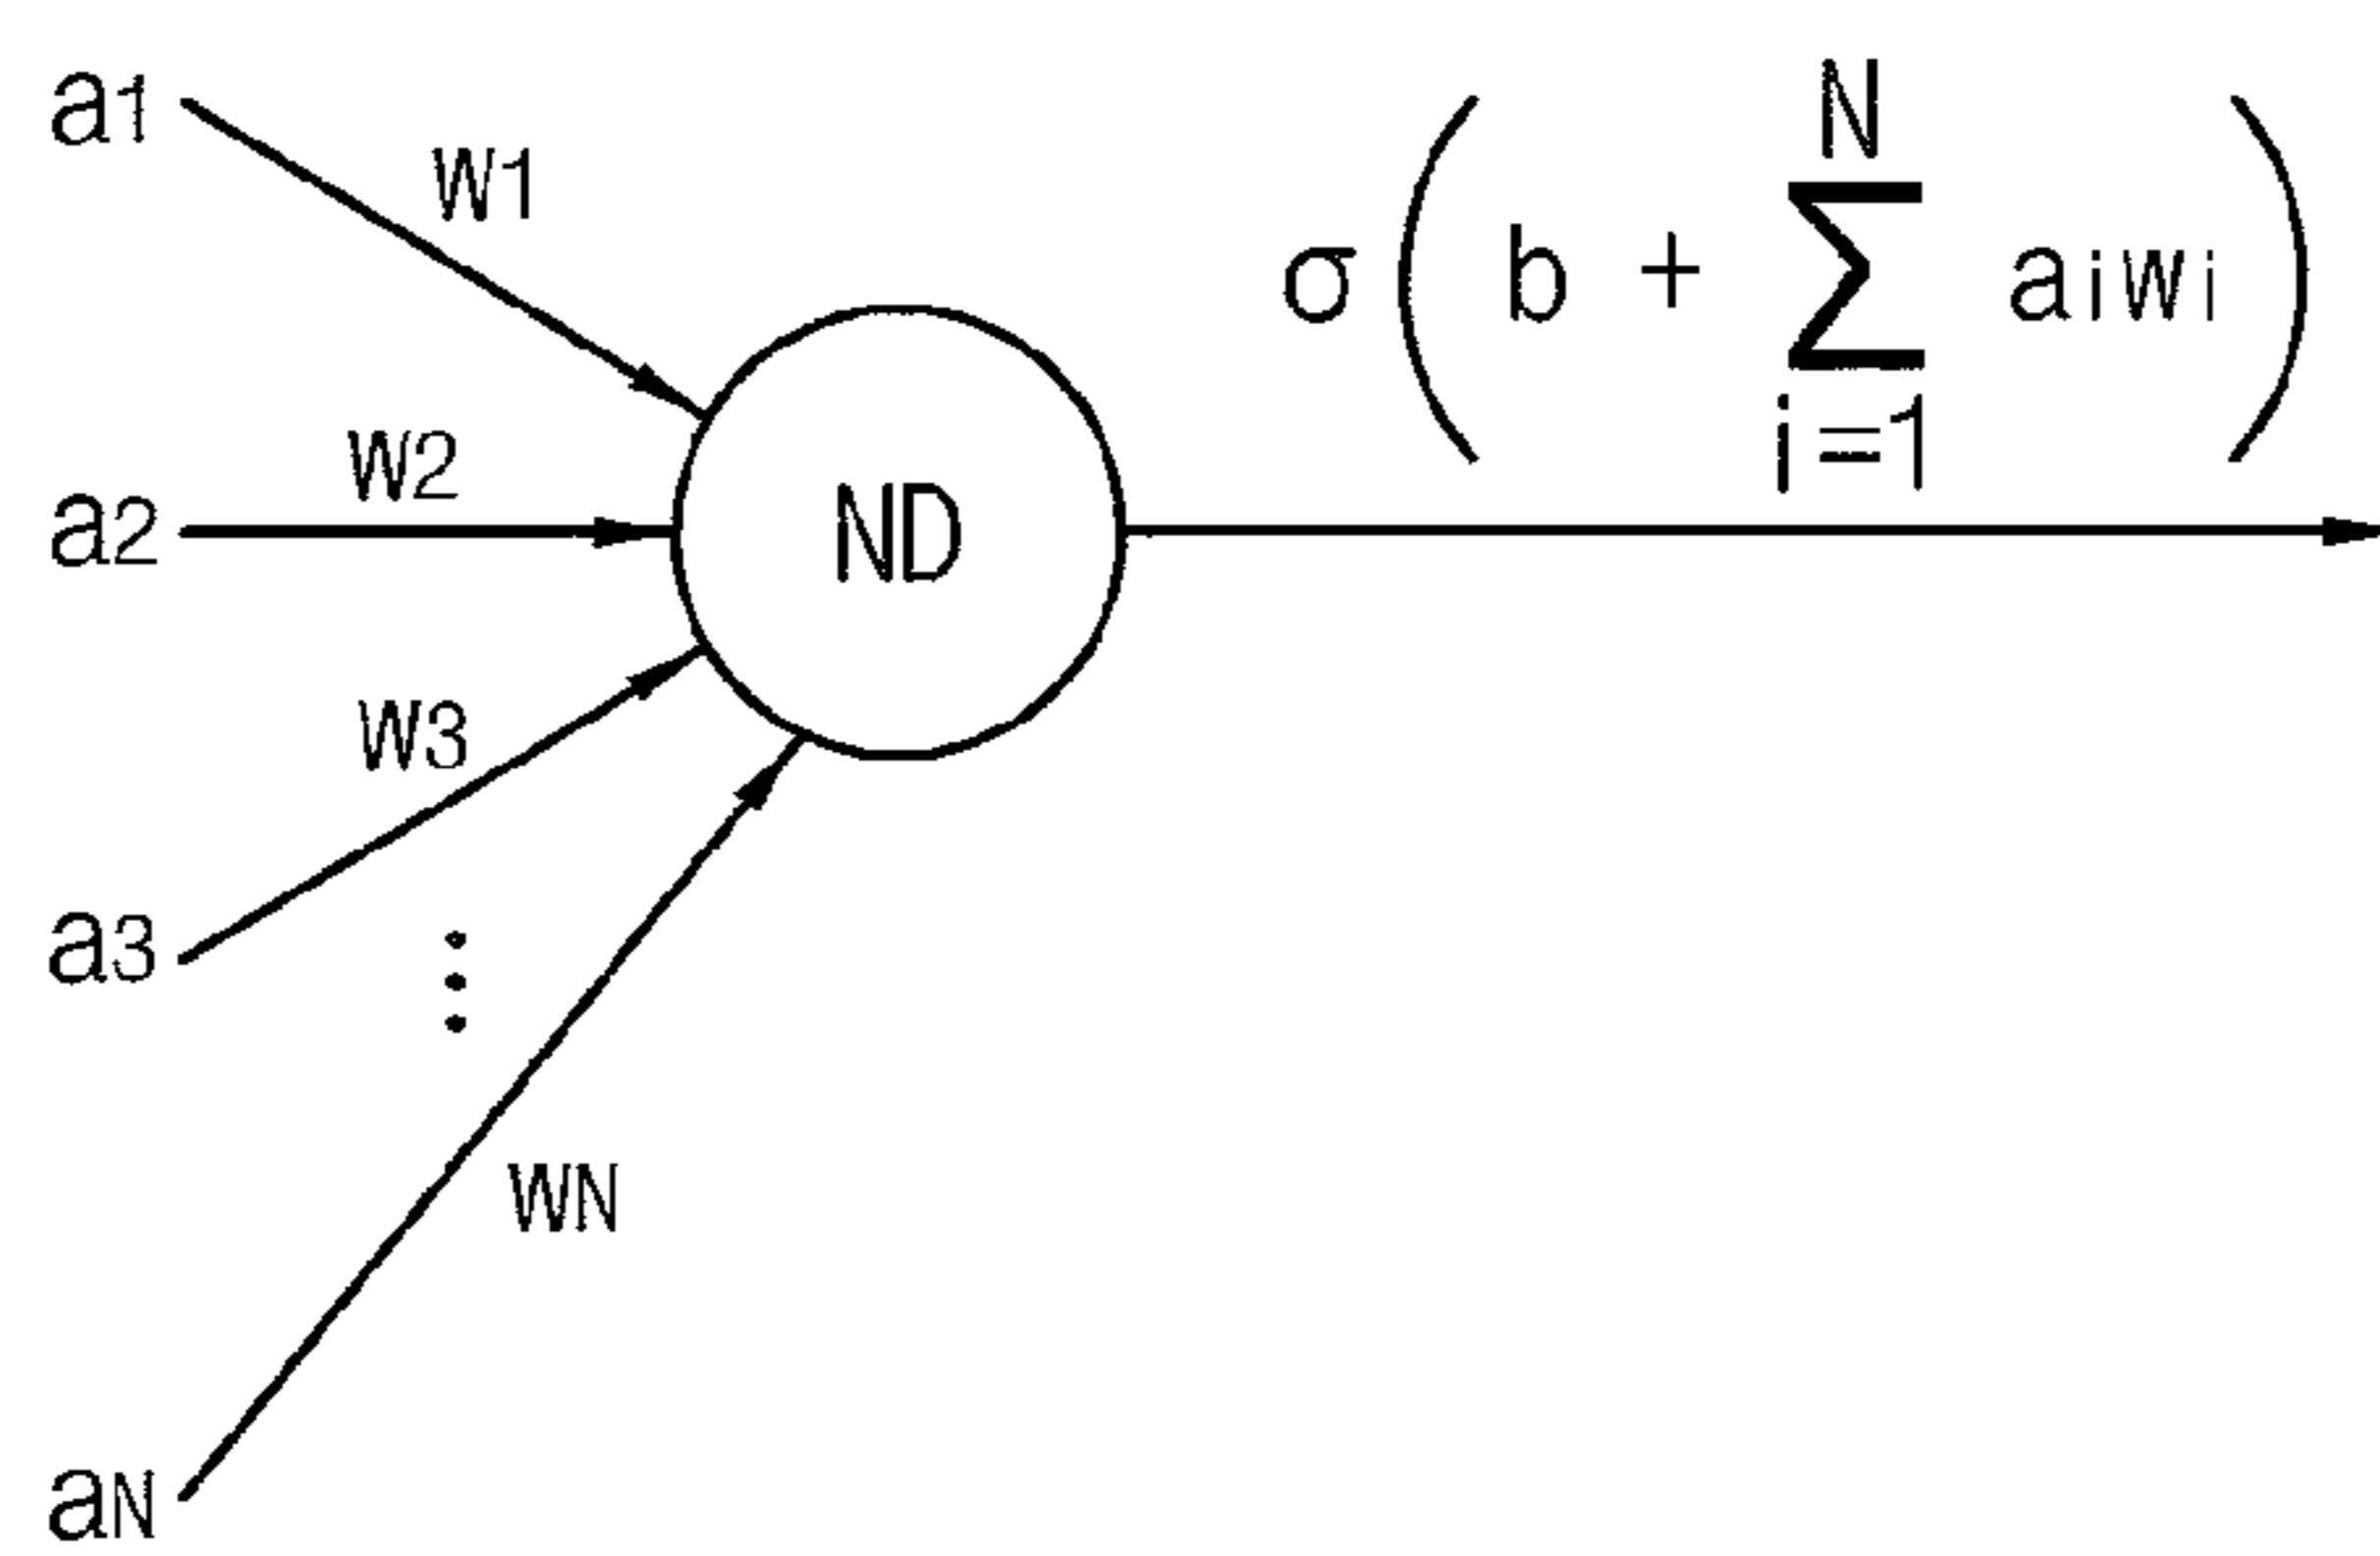 a1
W1
σ ( b + N ∑ i=1 aiwi )
W2
a2
ND
W3
a3
WN
aN